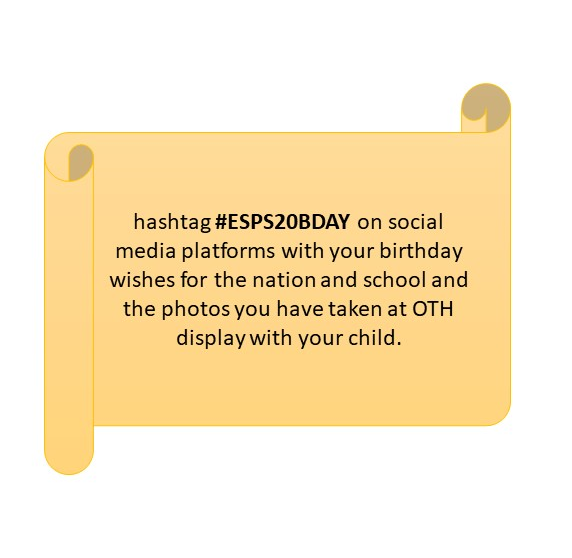 hashtag #ESPS20BDAY on social
media platforms with your birthday
wishes for the nation and school and
the photos you have taken at OTH
display with your child.